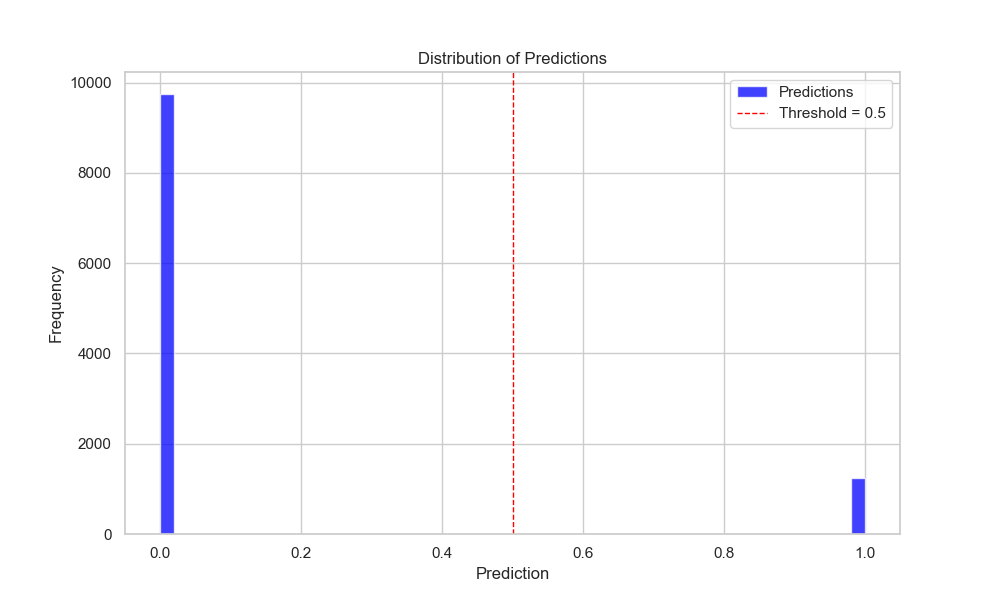 Distribution of Predictions
Predictions
Threshold = 0.5
10000
8000
6000
4000
2000
0
Frequency
0.0 0.2 0.4 0.6 0.8 1.0
Prediction